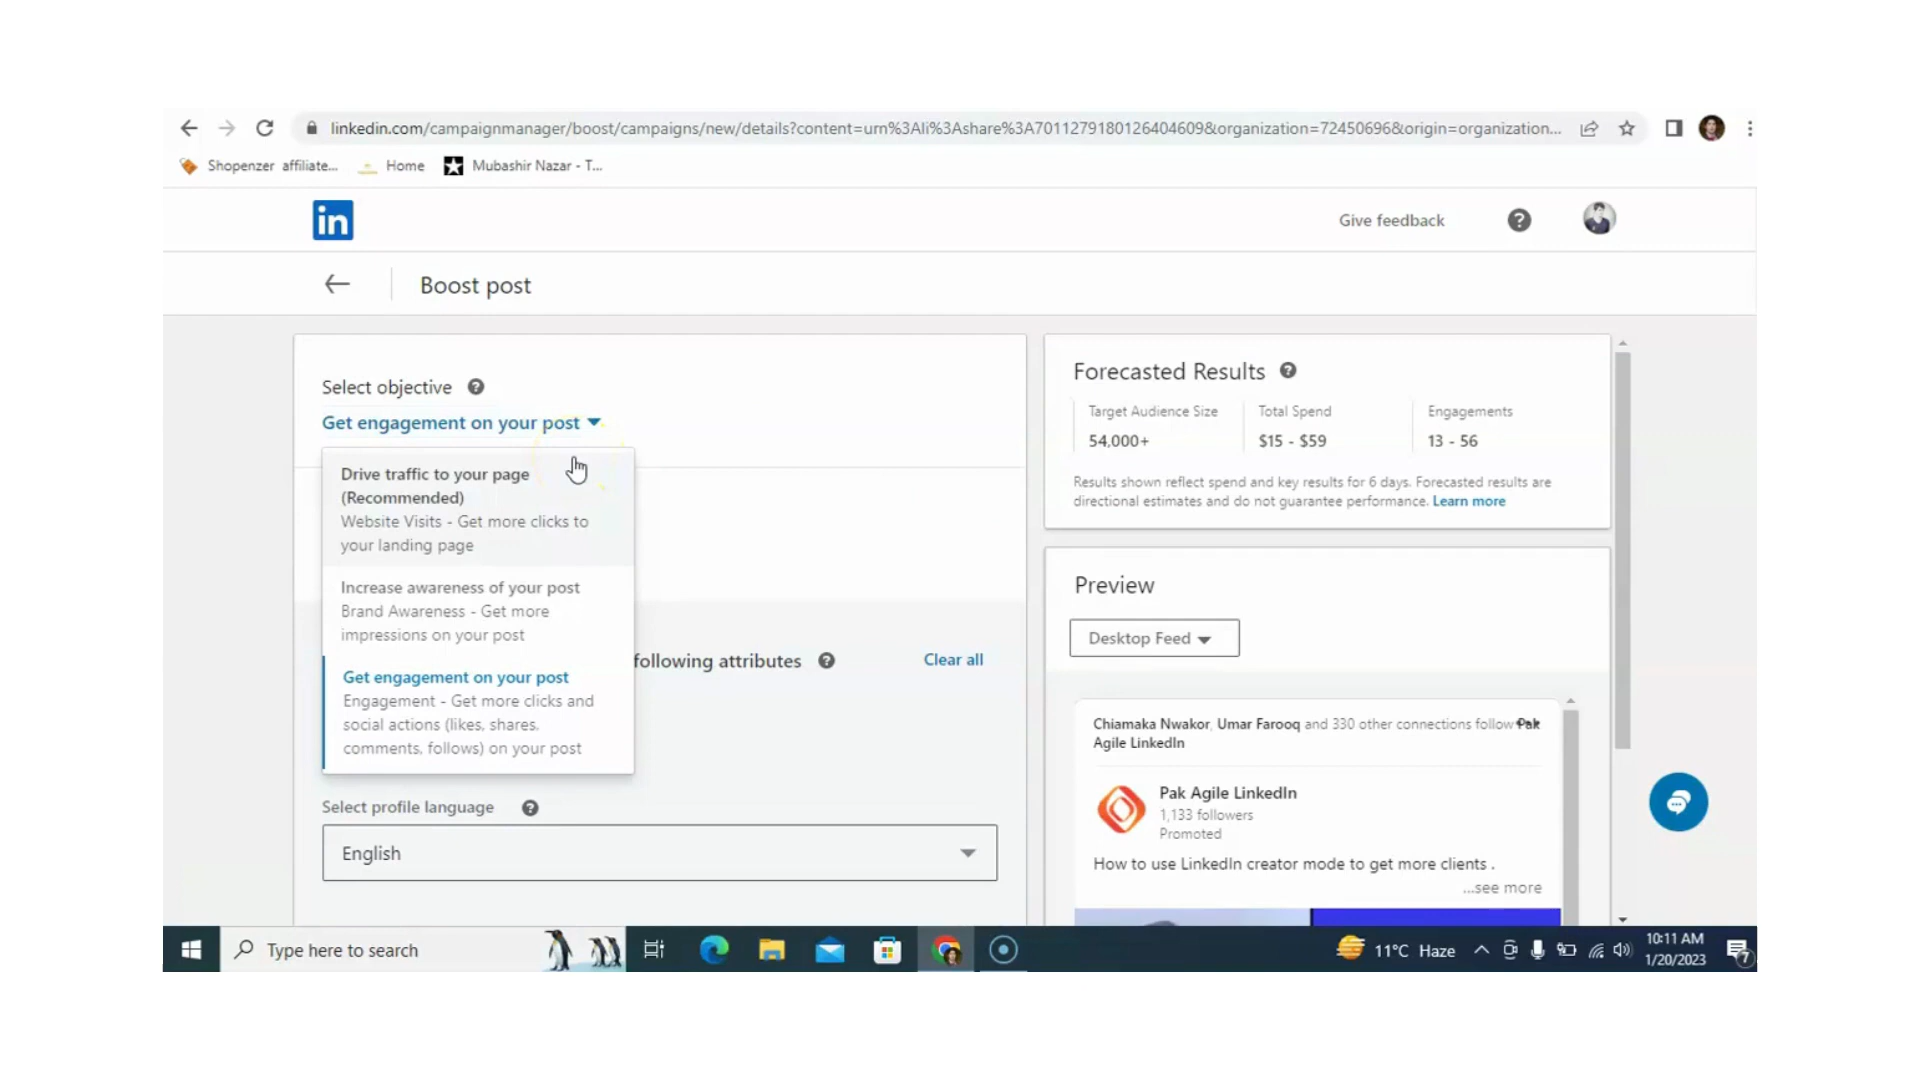 linkedin.com/campaignmanager/boost/campaigns/new/details?content=urn%3Ali%3Ashare%3A7011279180126404609&organization=72450696&origin=organization...
Shopenzer affiliate... Home Mubashir Nazar - T...
in Give feedback
Boost post
Select objective
Get engagement on your post
Drive traffic to your page
(Recommended)
Website Visits - Get more clicks to
your landing page
Increase awareness of your post
Brand Awareness - Get more
impressions on your post
following attributes Clear all
Get engagement on your post
Engagement - Get more clicks and
social actions (likes, shares,
comments, follows) on your post
Select profile language
English
Forecasted Results
Target Audience Size Total Spend Engagements
54,000+ $15 - $59 13 - 56
Results shown reflect spend and key results for 6 days. Forecasted results are
directional estimates and do not guarantee performance. Learn more
Preview
Desktop Feed
Chiamaka Nwakor, Umar Farooq and 330 other connections follow Pak
Agile LinkedIn
Pak Agile LinkedIn
1,133 followers
Promoted
How to use LinkedIn creator mode to get more clients .
...see more
Type here to search
11°C Haze
10:11 AM
1/20/2023
7